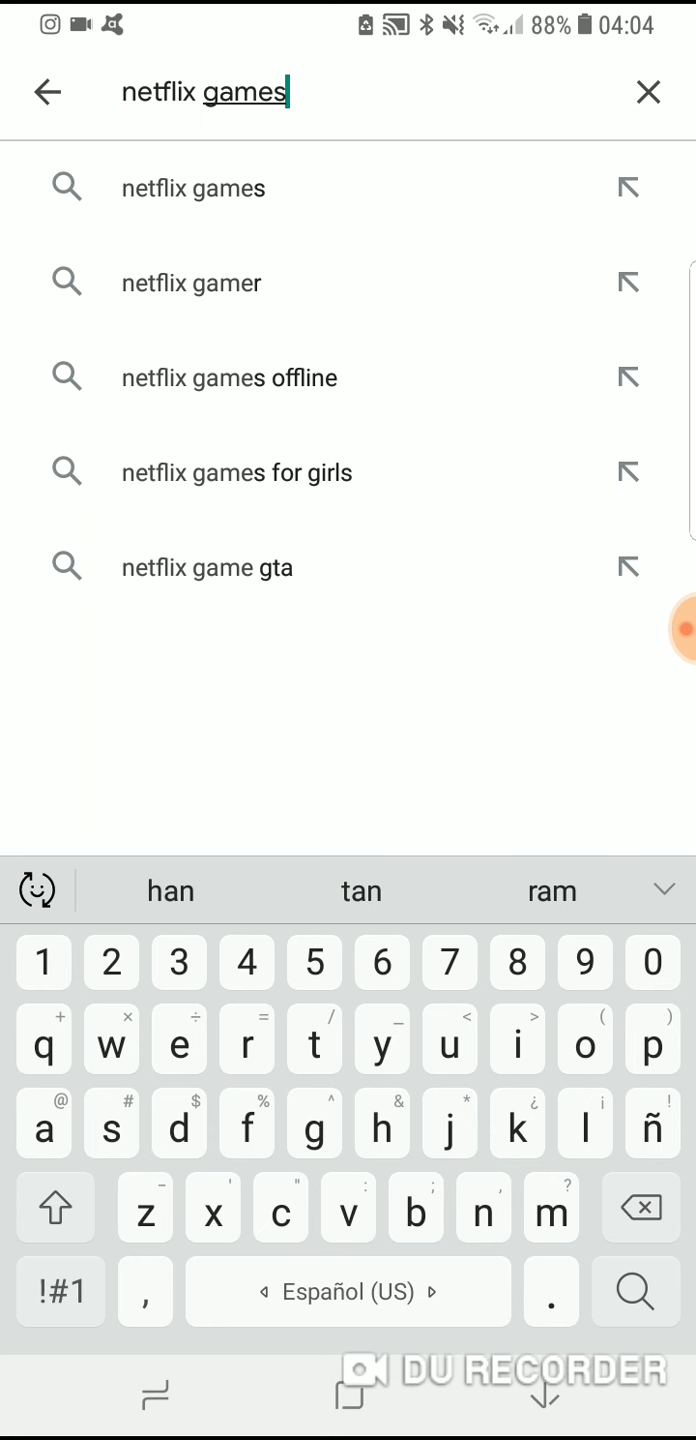 88% 04:04
netflix games
netflix games
netflix gamer
netflix games offline
netflix games for girls
netflix game gta
han tan ram
1 2 3 4 5 6 7 8 9 0
+ × ÷ = / _ < > ( )
q w e r t y u i o p
@ # $ % ^ & * ¿ ¡ !
a s d f g h j k l ñ
- ' " : ; , ?
z x c v b n m
!#1 , Español (US) .
DU RECORDER